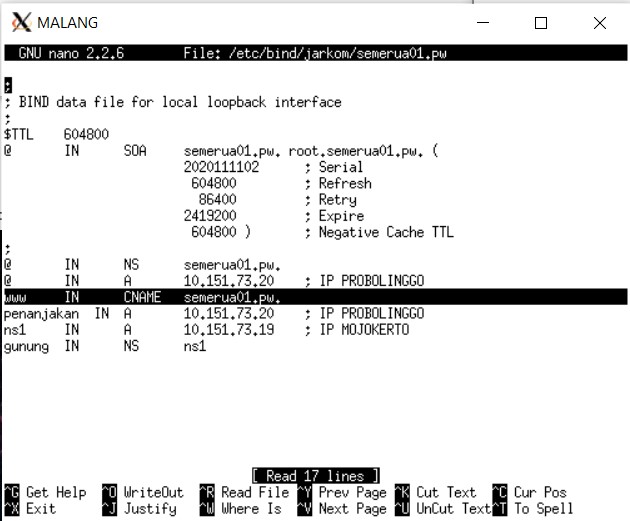 MALANG
GNU nano 2.2.6 File: /etc/bind/jarkom/semerua01.pw
;
; BIND data file for local loopback interface
;
$TTL 604800
@ IN SOA semerua01.pw. root.semerua01.pw. (
2020111102 ; Serial
604800 ; Refresh
86400 ; Retry
2419200 ; Expire
604800 ) ; Negative Cache TTL
;
@ IN NS semerua01.pw.
@ IN A 10.151.73.20 ; IP PROBOLINGGO
www IN CNAME semerua01.pw.
penanjakan IN A 10.151.73.20 ; IP PROBOLINGGO
ns1 IN A 10.151.73.19 ; IP MOJOKERTO
gunung IN NS ns1
[ Read 17 lines ]
^G Get Help ^O WriteOut ^R Read File ^Y Prev Page ^K Cut Text ^C Cur Pos
^X Exit ^J Justify ^W Where Is ^V Next Page ^U UnCut Text ^T To Spell